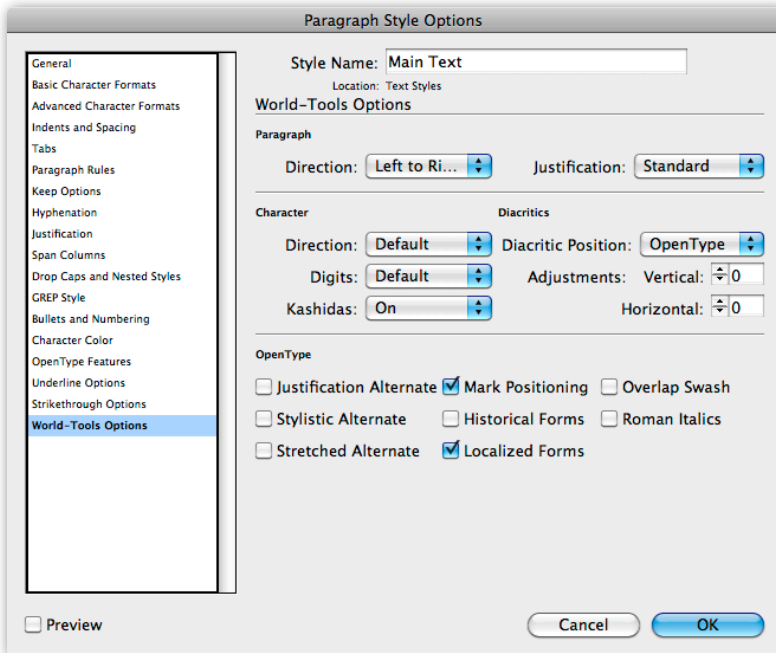 Paragraph Style Options
General
Basic Character Formats
Advanced Character Formats
Indents and Spacing
Tabs
Paragraph Rules
Keep Options
Hyphenation
Justification
Span Columns
Drop Caps and Nested Styles
GREP Style
Bullets and Numbering
Character Color
OpenType Features
Underline Options
Strikethrough Options
World-Tools Options
Style Name: Main Text
Location: Text Styles
World-Tools Options
Paragraph
Direction: Left to Ri... Justification: Standard
Character Diacritics
Direction: Default Diacritic Position: OpenType
Digits: Default Adjustments: Vertical: 0
Kashidas: On Horizontal: 0
OpenType
Justification Alternate Mark Positioning Overlap Swash
Stylistic Alternate Historical Forms Roman Italics
Stretched Alternate Localized Forms
Preview Cancel OK